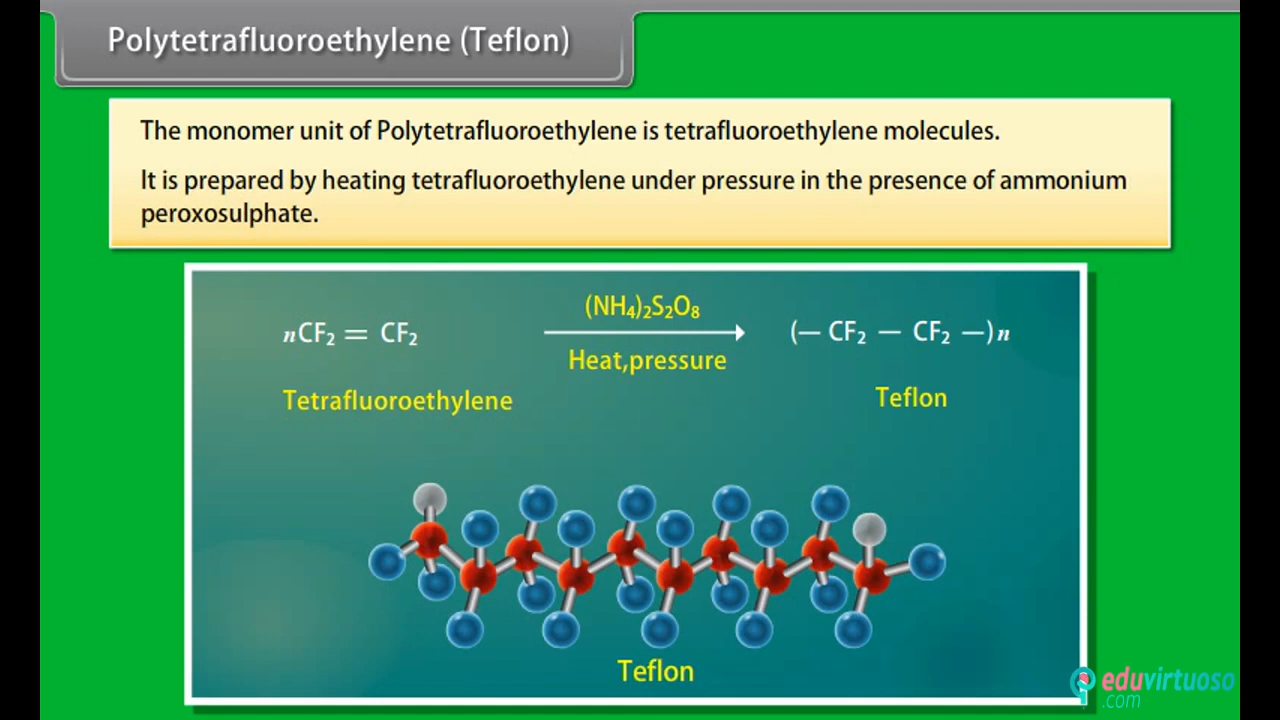 Polytetrafluoroethylene (Teflon)
The monomer unit of Polytetrafluoroethylene is tetrafluoroethylene molecules.
It is prepared by heating tetrafluoroethylene under pressure in the presence of ammonium
peroxosulphate.
nCF₂ = CF₂
(NH₄)₂S₂O₈
Heat,pressure
(— CF₂ — CF₂ —)n
Tetrafluoroethylene
Teflon
Teflon
eduvirtuoso
.com